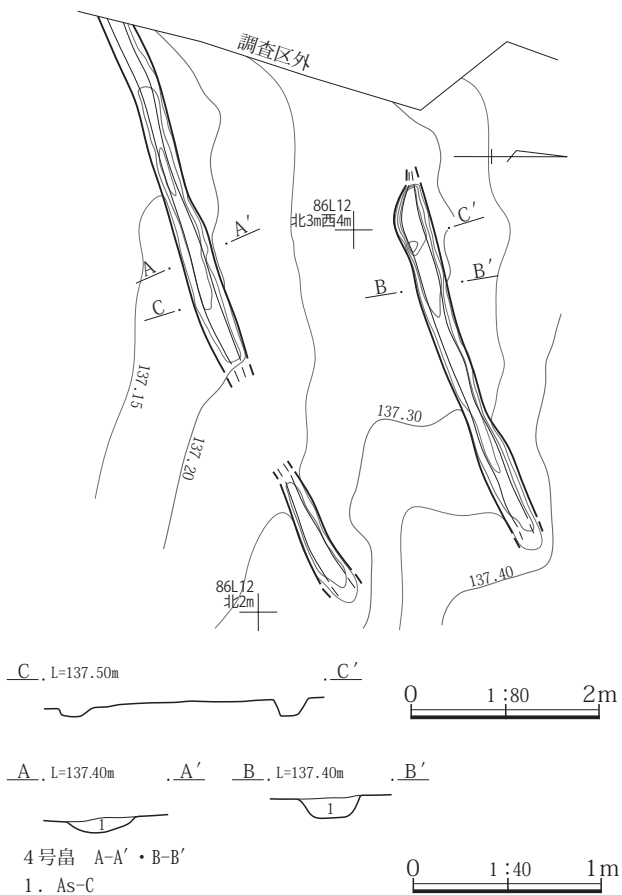 調査区外
86L12
北3m西4m
A′
C′
A
B
B′
C
137.15
137.20
137.30
86L12
北2m
137.40
C L=137.50m C′
0 1:80 2m
A L=137.40m A′ B L=137.40m B′
1
1
4号畠 A-A′・B-B′
1. As-C
0 1:40 1m